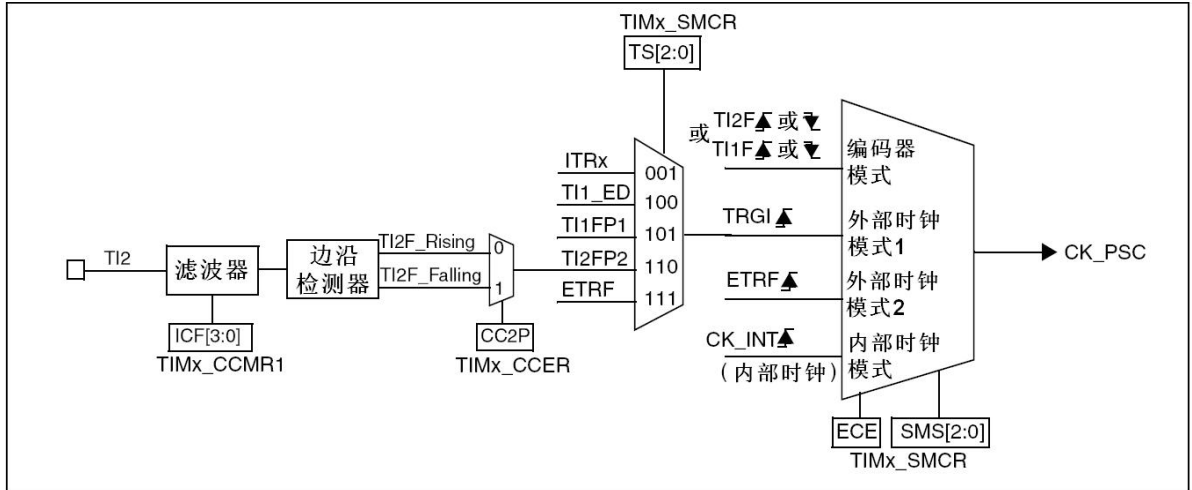 TIMx_SMCR
TS[2:0]
TI2F 或
或
TI1F 或
编码器
模式
ITRx
001
TI1_ED
100
TI1FP1
101
TRGI
外部时钟
模式1
CK_PSC
TI2
滤波器
边沿
检测器
TI2F_Rising
0
TI2F_Falling
1
TI2FP2
110
ETRF
111
ETRF
外部时钟
模式2
ICF[3:0]
TIMx_CCMR1
CC2P
TIMx_CCER
CK_INT
(内部时钟)
内部时钟
模式
ECE
SMS[2:0]
TIMx_SMCR